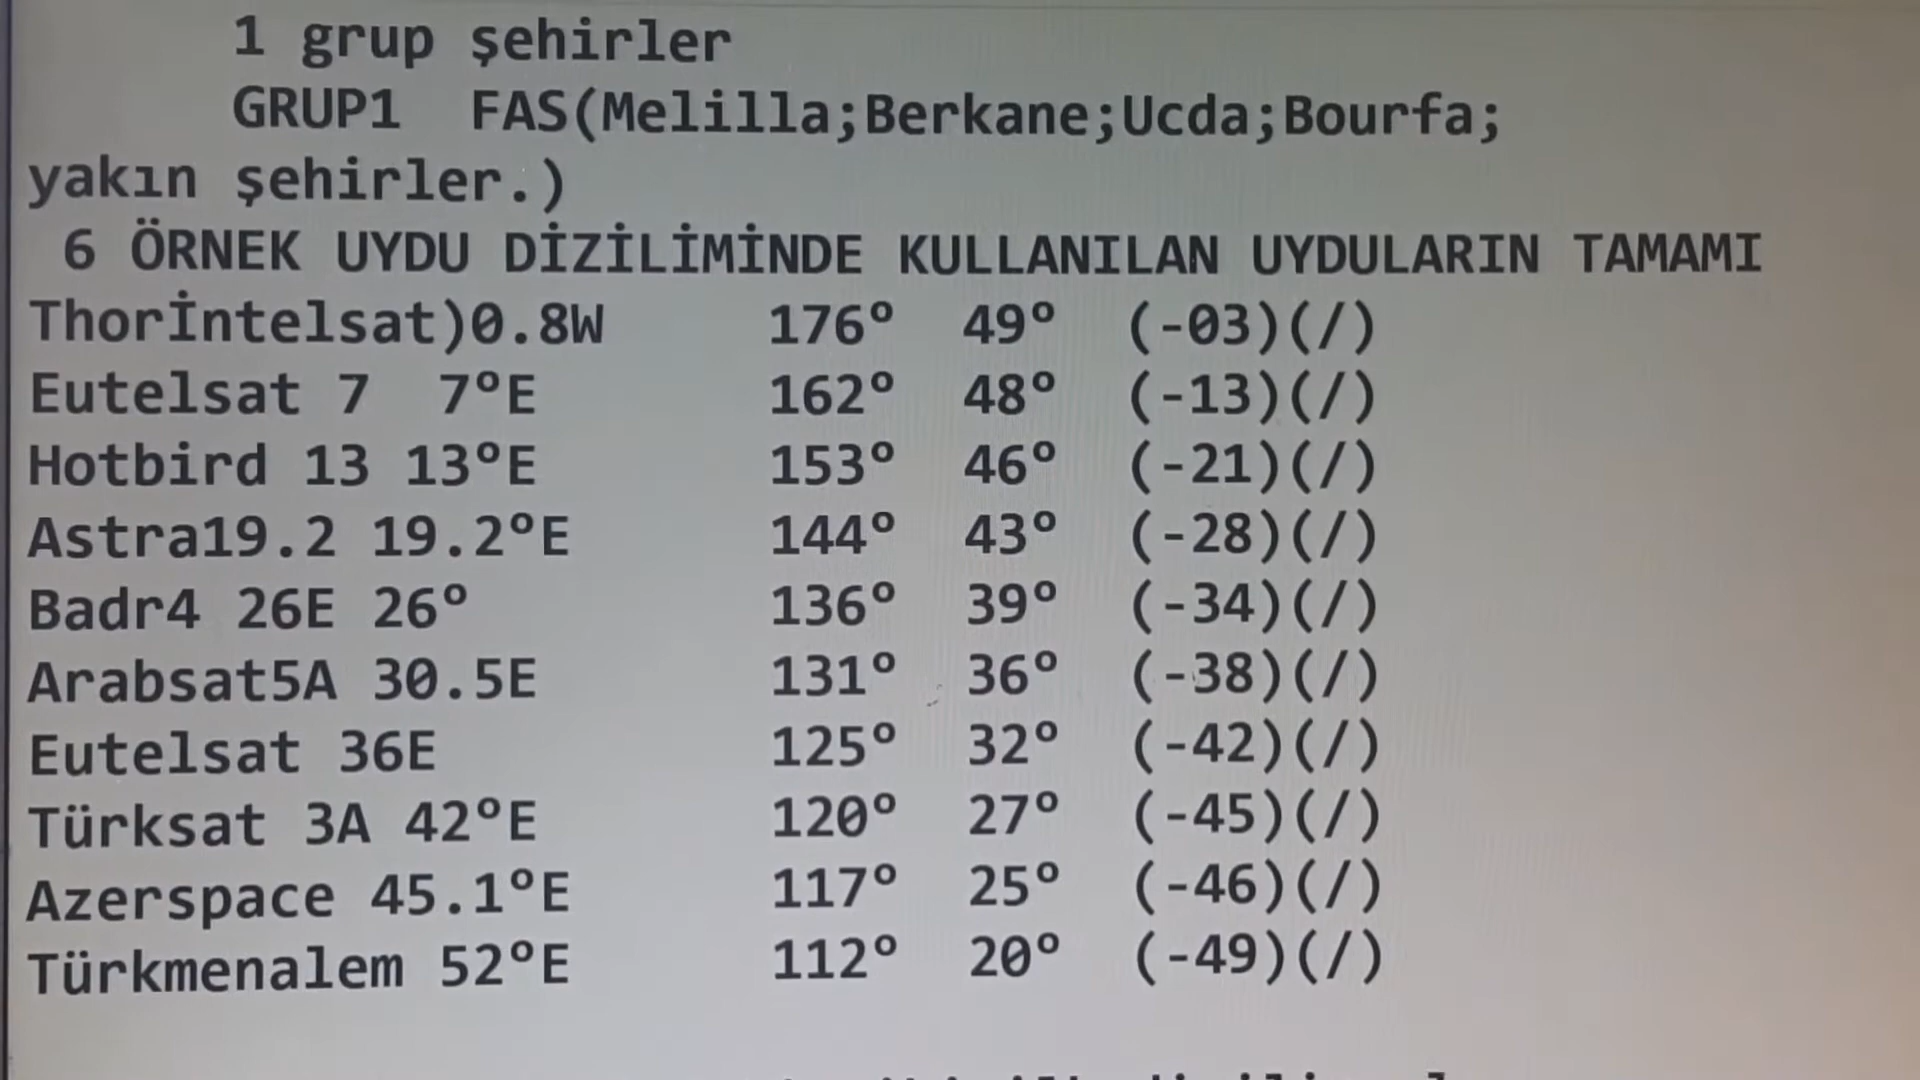 1 grup şehirler
GRUP1 FAS(Melilla;Berkane;Ucda;Bourfa;
yakın şehirler.)
6 ÖRNEK UYDU DİZİLİMİNDE KULLANILAN UYDULARIN TAMAMI
Thorİntelsat)0.8W 176° 49° (-03)(/)
Eutelsat 7 7°E 162° 48° (-13)(/)
Hotbird 13 13°E 153° 46° (-21)(/)
Astra19.2 19.2°E 144° 43° (-28)(/)
Badr4 26E 26° 136° 39° (-34)(/)
Arabsat5A 30.5E 131° 36° (-38)(/)
Eutelsat 36E 125° 32° (-42)(/)
Türksat 3A 42°E 120° 27° (-45)(/)
Azerspace 45.1°E 117° 25° (-46)(/)
Türkmenalem 52°E 112° 20° (-49)(/)